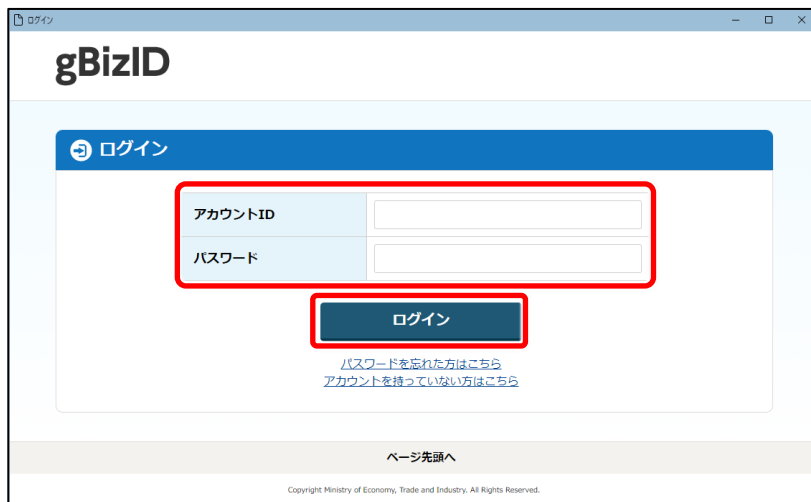 ログイン
gBizID
ログイン
アカウントID
パスワード
ログイン
パスワードを忘れた方はこちら
アカウントを持っていない方はこちら
ページ先頭へ
Copyright Ministry of Economy, Trade and Industry. All Rights Reserved.